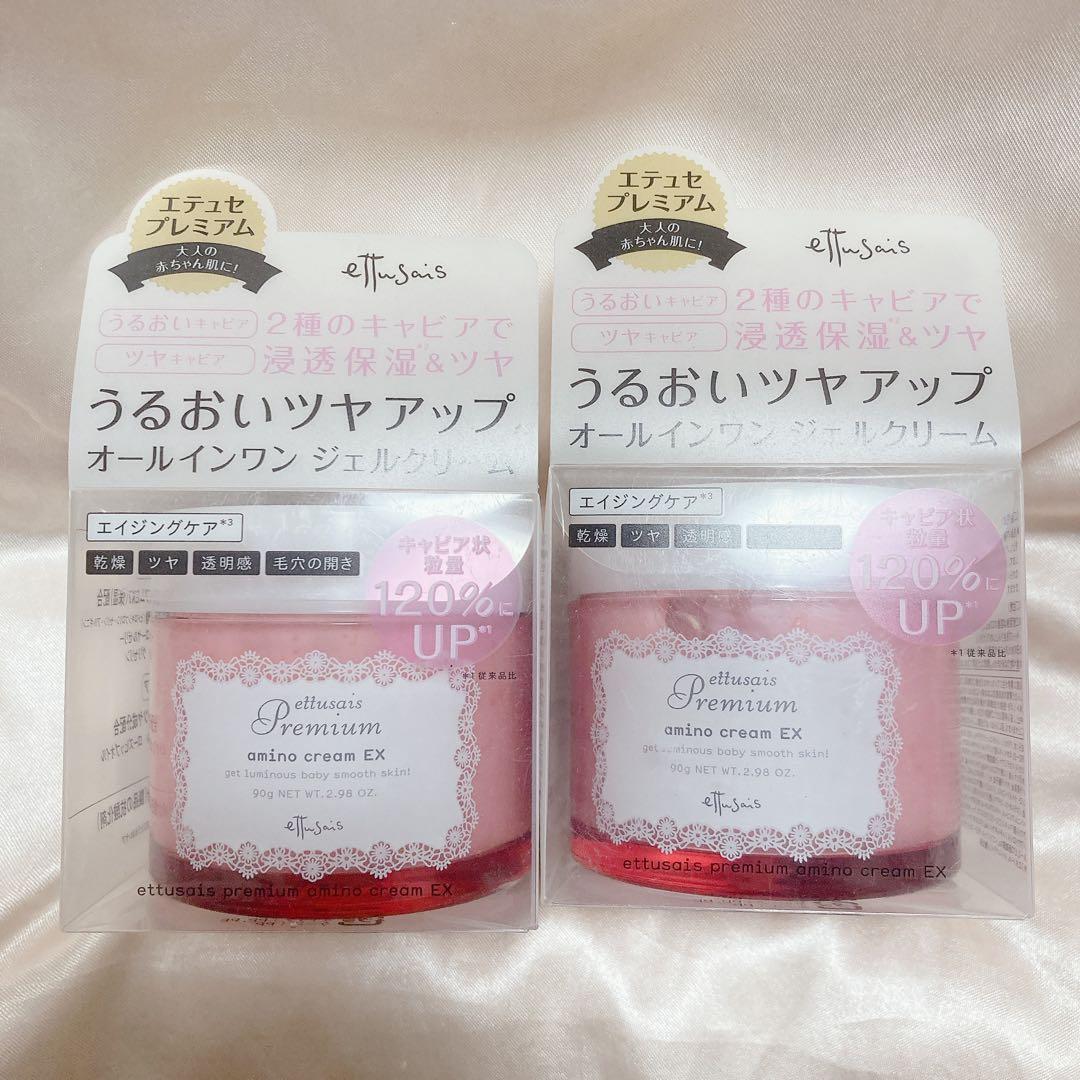 エテュセ
プレミアム
大人の
赤ちゃん肌に!
ettusais
うるおいキャビア
ツヤキャビア
2種のキャビアで
浸透保湿*2&ツヤ
うるおいツヤアップ
オールインワン ジェルクリーム
エイジングケア*3
乾燥
ツヤ
透明感
毛穴の開き
キャビア状
粒量
120%に
UP*1
*1従来品比
ettusais
Premium
amino cream EX
get luminous baby smooth skin!
90g NET WT.2.98 OZ.
ettusais
ettusais premium amino cream EX
エテュセ
プレミアム
大人の
赤ちゃん肌に!
ettusais
うるおいキャビア
ツヤキャビア
2種のキャビアで
浸透保湿*2&ツヤ
うるおいツヤアップ
オールインワン ジェルクリーム
エイジングケア*3
乾燥
ツヤ
透明感
キャビア状
粒量
120%に
UP*1
*1従来品比
ettusais
Premium
amino cream EX
get luminous baby smooth skin!
90g NET WT.2.98 OZ.
ettusais
ettusais premium amino cream EX